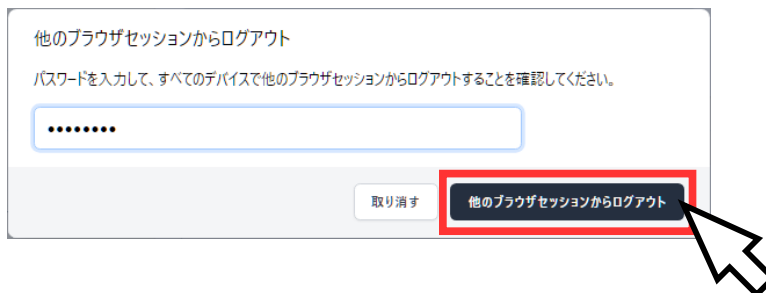 他のブラウザセッションからログアウト
パスワードを入力して、すべてのデバイスで他のブラウザセッションからログアウトすることを確認してください。
••••••••
取り消す
他のブラウザセッションからログアウト